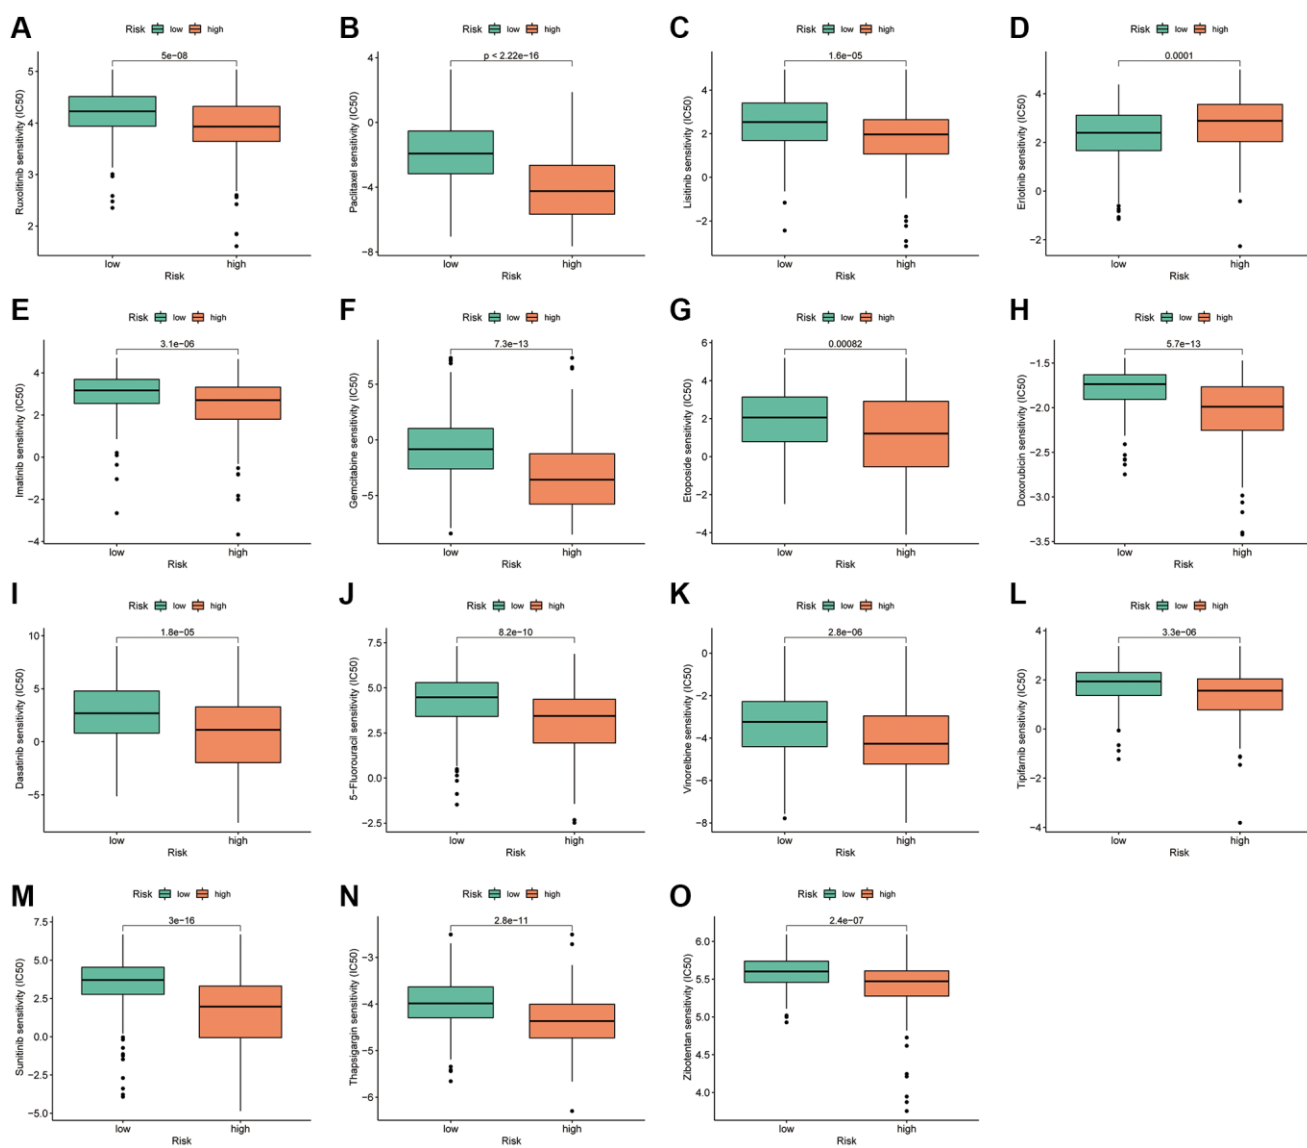 A
Risk low high
5e−08
Ruxolitinib sensitivity (IC50)
5
4
3
2
low high
Risk
B
Risk low high
p < 2.22e−16
Paclitaxel sensitivity (IC50)
4
0
−4
−8
low high
Risk
C
Risk low high
1.6e−05
Lisitinib sensitivity (IC50)
4
2
0
−2
low high
Risk
D
Risk low high
0.0001
Erlotinib sensitivity (IC50)
4
2
0
−2
low high
Risk
E
Risk low high
3.1e−06
Imatinib sensitivity (IC50)
4
2
0
−2
−4
low high
Risk
F
Risk low high
7.3e−13
Gemcitabine sensitivity (IC50)
5
0
−5
low high
Risk
G
Risk low high
0.00082
Etoposide sensitivity (IC50)
6
4
2
0
−2
−4
low high
Risk
H
Risk low high
5.7e−13
Doxorubicin sensitivity (IC50)
−1.5
−2.0
−2.5
−3.0
−3.5
low high
Risk
I
Risk low high
1.8e−05
Dasatinib sensitivity (IC50)
10
5
0
−5
low high
Risk
J
Risk low high
8.2e−10
5−Fluorouracil sensitivity (IC50)
7.5
5.0
2.5
0.0
−2.5
low high
Risk
K
Risk low high
2.8e−06
Vinorelbine sensitivity (IC50)
0
−2
−4
−6
−8
low high
Risk
L
Risk low high
3.3e−06
Tipifarnib sensitivity (IC50)
4
2
0
−2
−4
low high
Risk
M
Risk low high
3e−16
Sunitinib sensitivity (IC50)
7.5
5.0
2.5
0.0
−2.5
−5.0
low high
Risk
N
Risk low high
2.8e−11
Thapsigargin sensitivity (IC50)
−3
−4
−5
−6
low high
Risk
O
Risk low high
2.4e−07
Zibotentan sensitivity (IC50)
6.0
5.5
5.0
4.5
4.0
low high
Risk